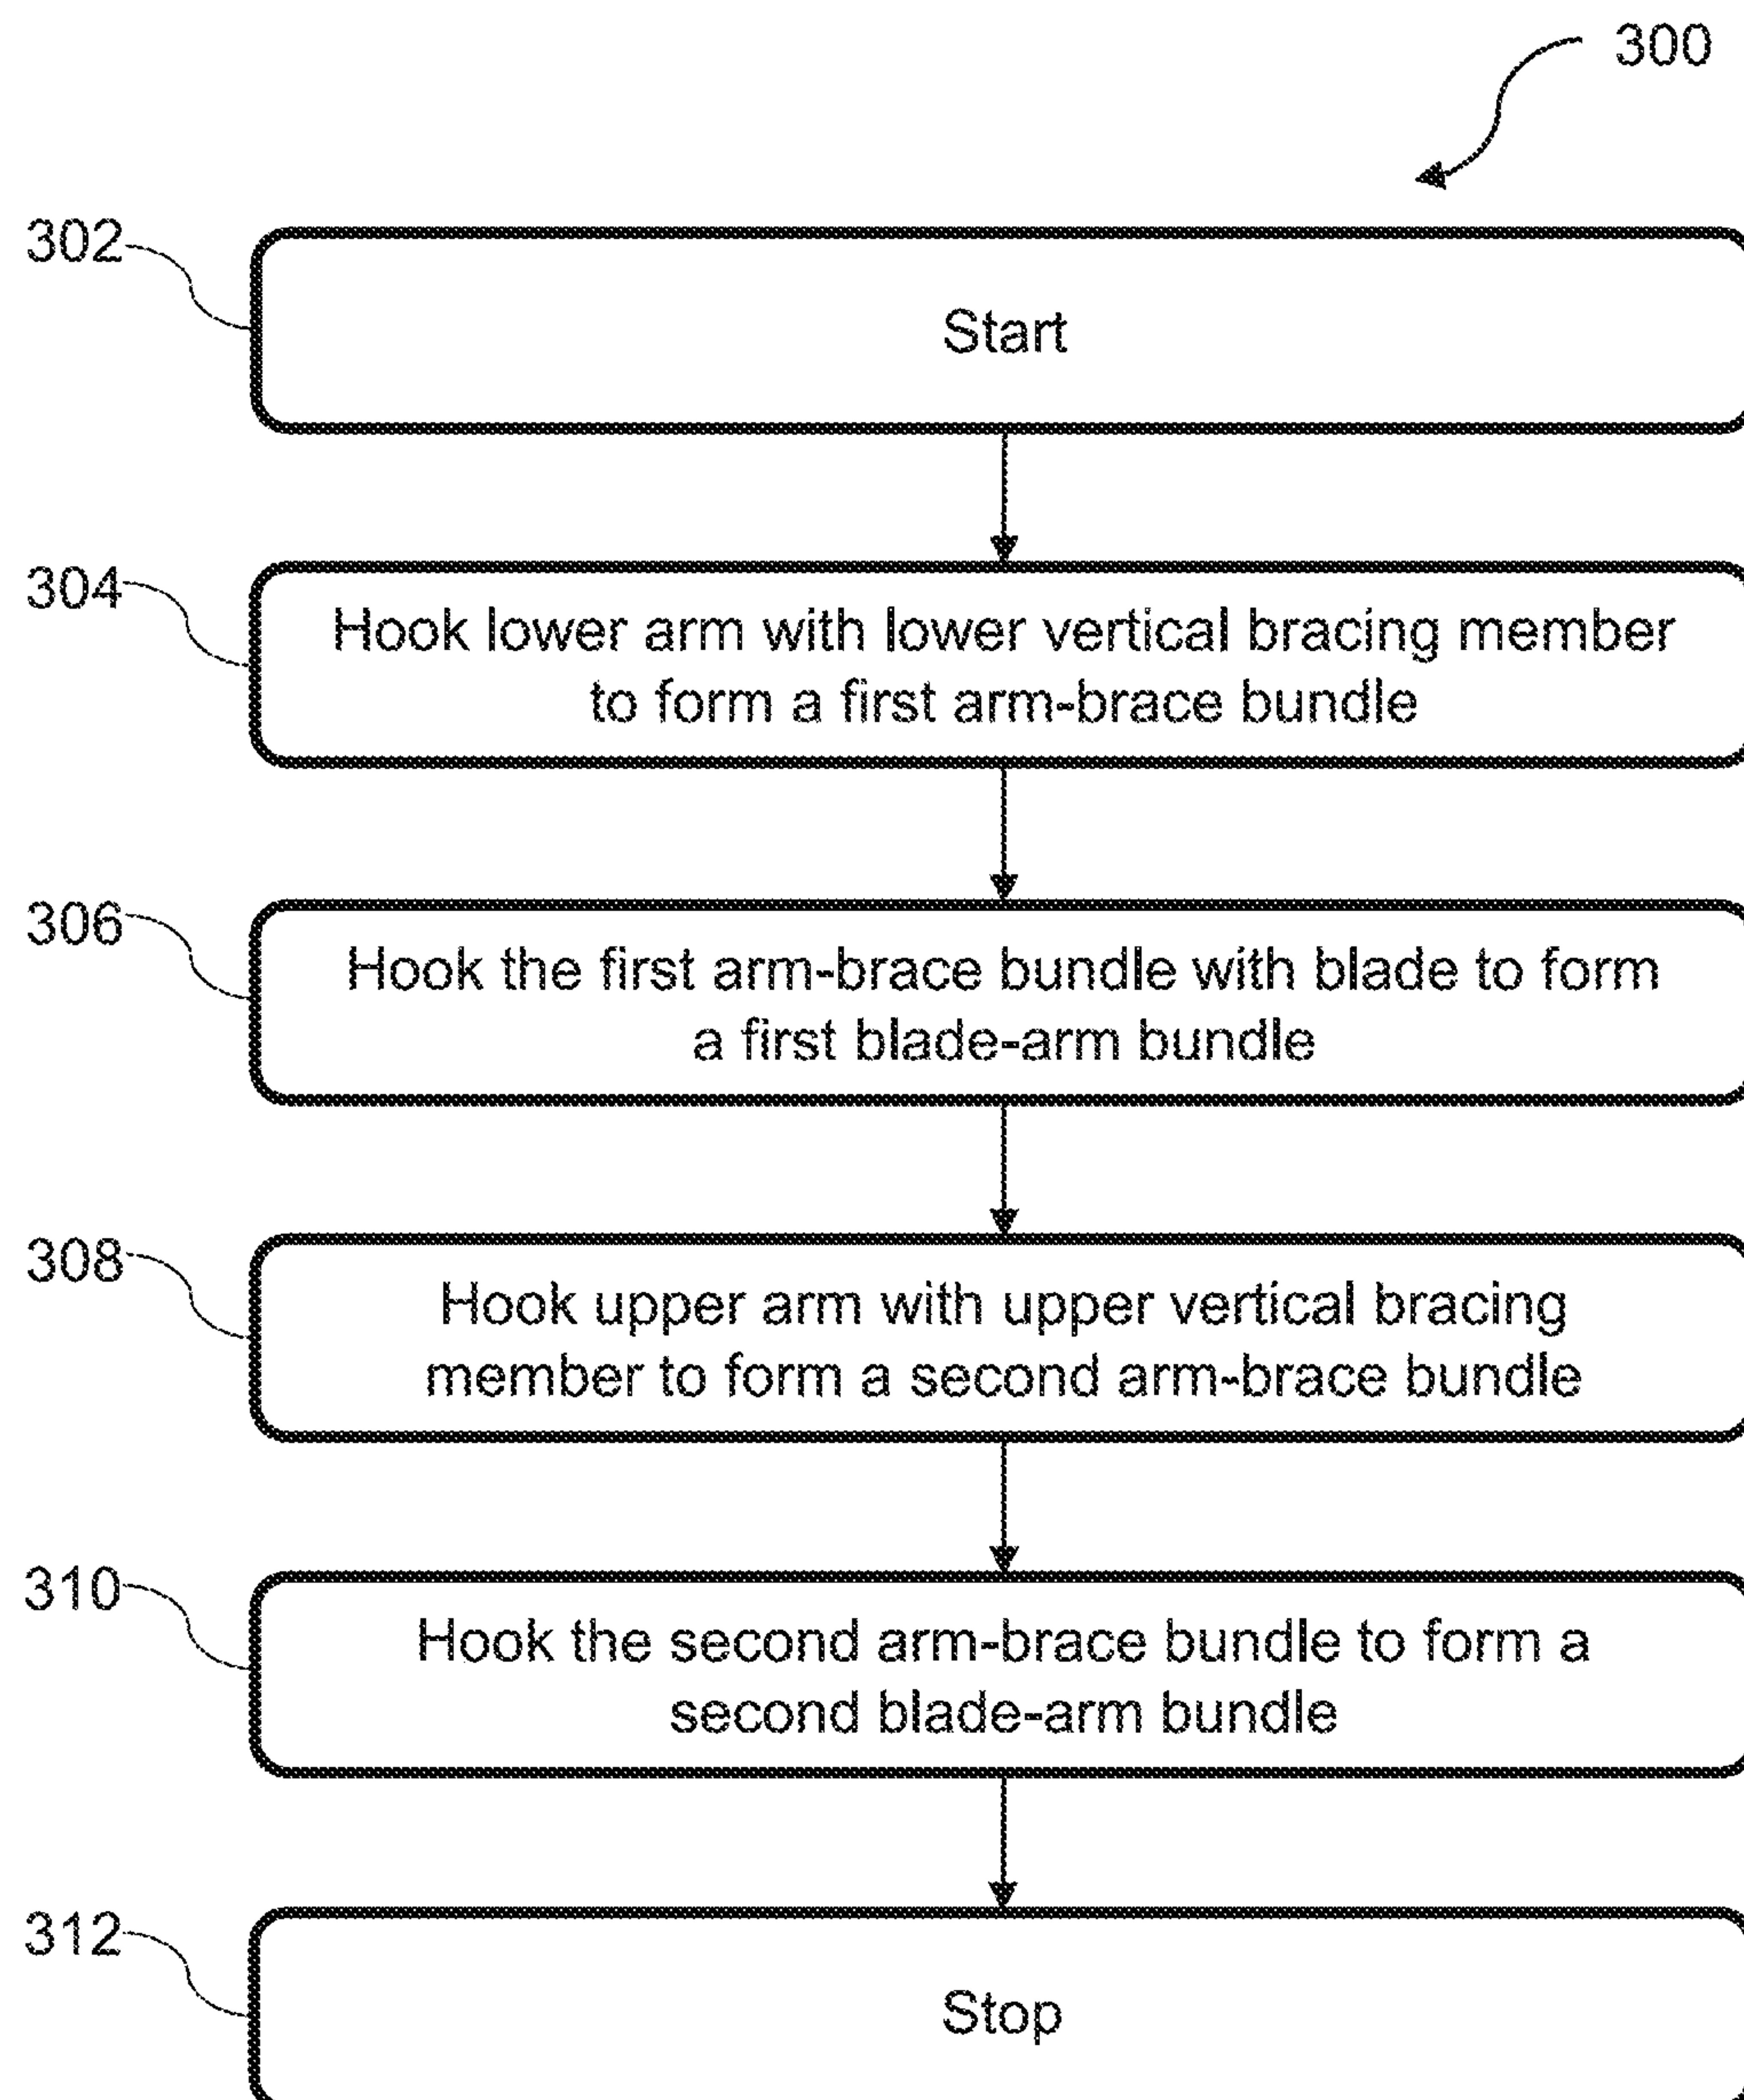 300
302
Start
304
Hook lower arm with lower vertical bracing member
to form a first arm-brace bundle
306
Hook the first arm-brace bundle with blade to form
a first blade-arm bundle
308
Hook upper arm with upper vertical bracing
member to form a second arm-brace bundle
310
Hook the second arm-brace bundle to form a
second blade-arm bundle
312
Stop